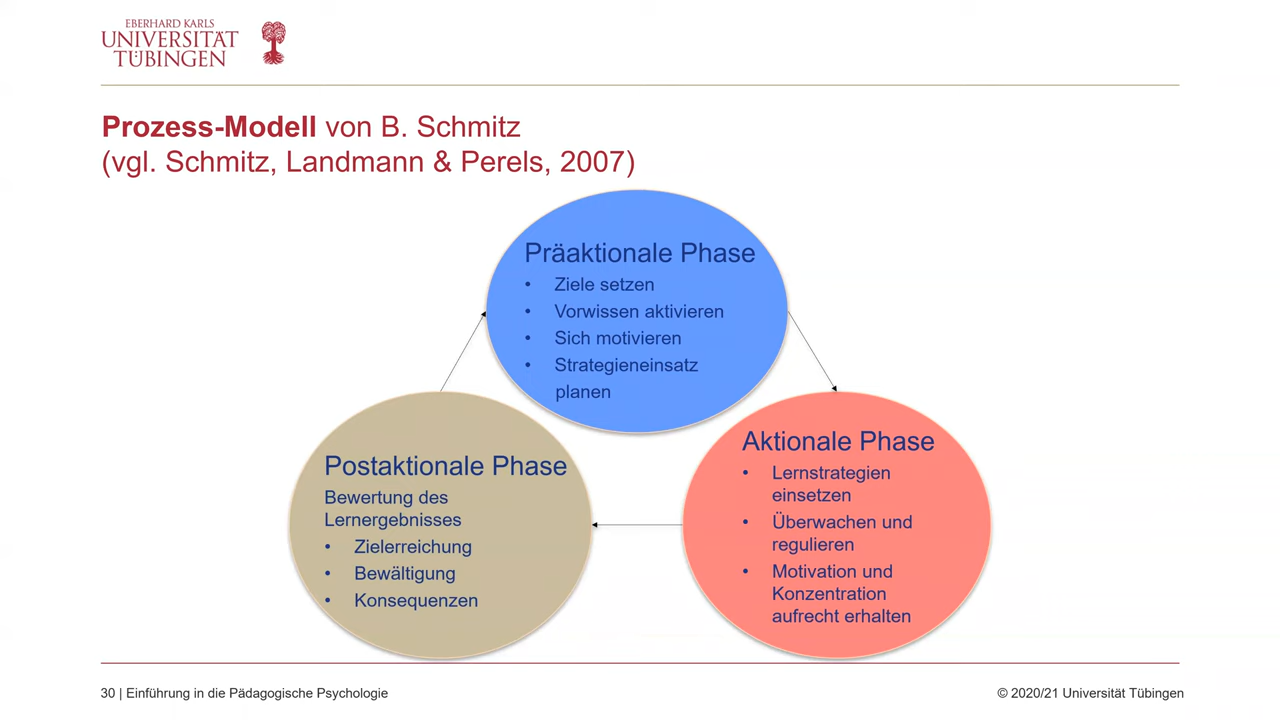 EBERHARD KARLS
UNIVERSITÄT
TÜBINGEN
Prozess-Modell von B. Schmitz
(vgl. Schmitz, Landmann & Perels, 2007)
Präaktionale Phase
• Ziele setzen
• Vorwissen aktivieren
• Sich motivieren
• Strategieneinsatz
planen
Aktionale Phase
• Lernstrategien
einsetzen
• Überwachen und
regulieren
• Motivation und
Konzentration
aufrecht erhalten
Postaktionale Phase
Bewertung des
Lernergebnisses
• Zielerreichung
• Bewältigung
• Konsequenzen
30 | Einführung in die Pädagogische Psychologie
© 2020/21 Universität Tübingen